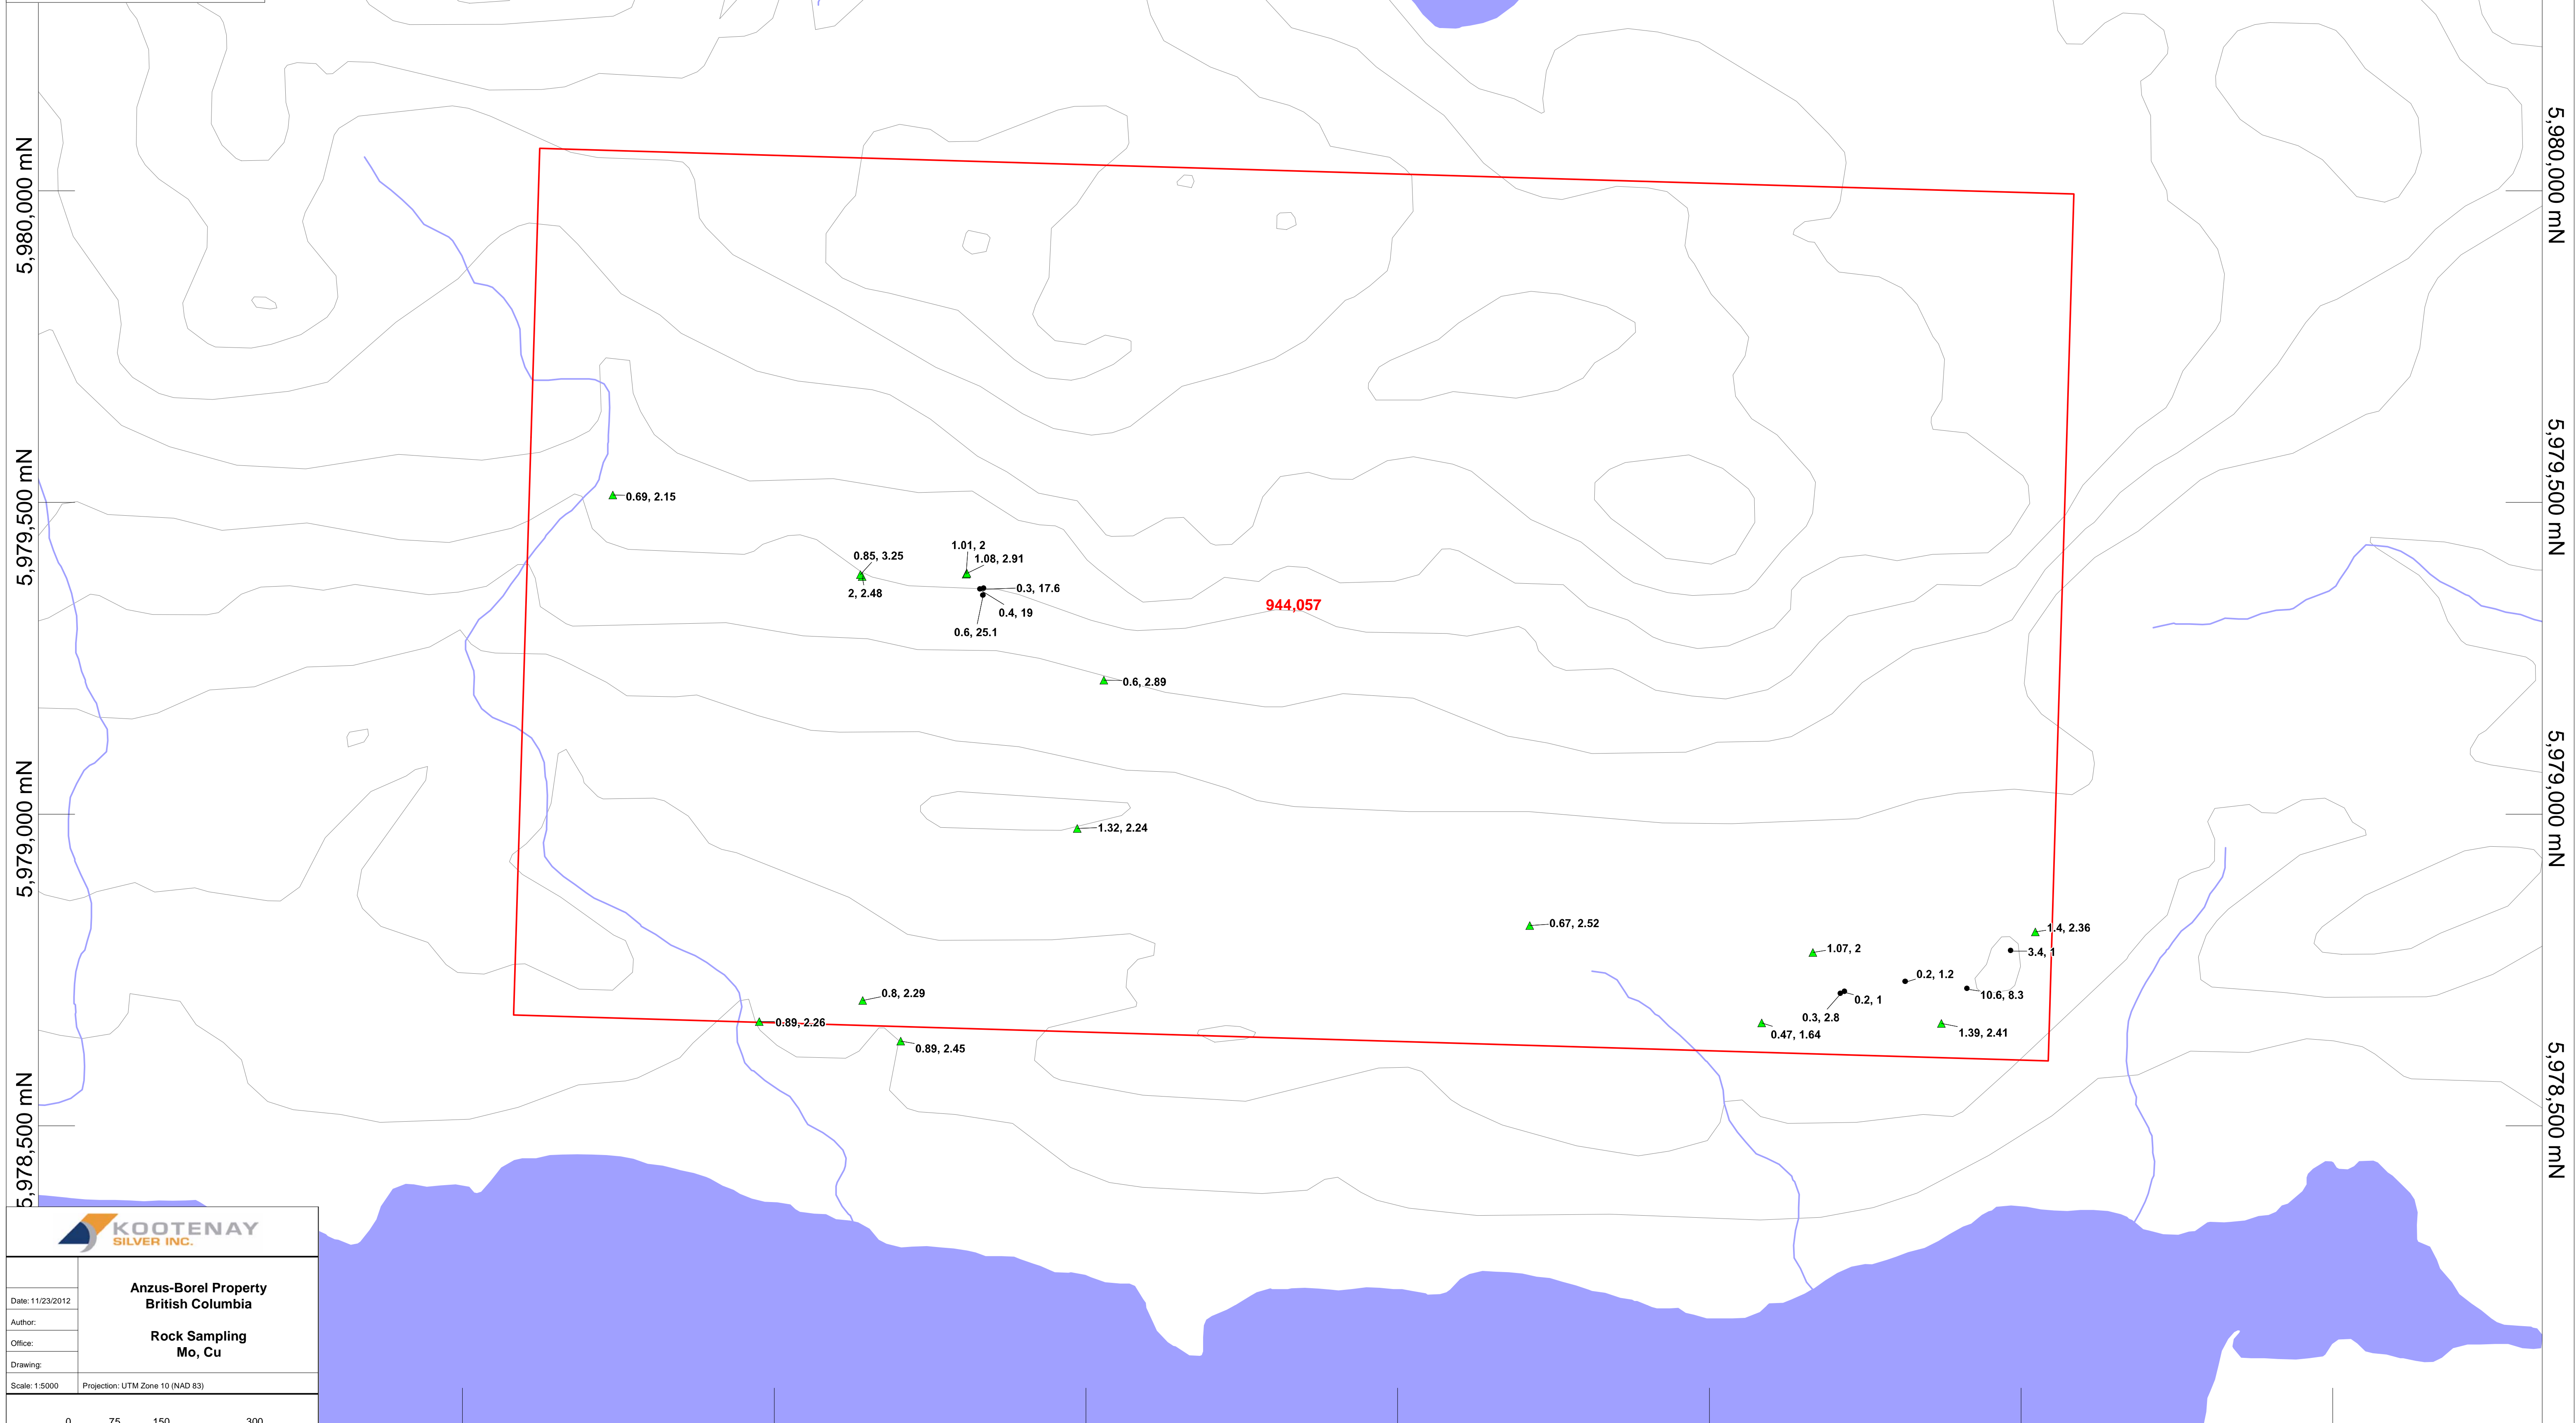 5,980,000 mN
5,980,000 mN
5,979,500 mN
5,979,500 mN
0.69, 2.15
1.01, 2
0.85, 3.25
1.08, 2.91
2, 2.48
0.3, 17.6
0.4, 19
0.6, 25.1
944,057
0.6, 2.89
5,979,000 mN
5,979,000 mN
1.32, 2.24
0.67, 2.52
1.4, 2.36
1.07, 2
3.4, 1
0.2, 1.2
0.8, 2.29
10.6, 8.3
0.2, 1
0.3, 2.8
0.89, 2.26
0.47, 1.64
1.39, 2.41
0.89, 2.45
5,978,500 mN
5,978,500 mN
KOOTENAY
SILVER INC.
Anzus-Borel Property
British Columbia
Rock Sampling
Mo, Cu
Date: 11/23/2012
Author:
Office:
Drawing:
Scale: 1:5000
Projection: UTM Zone 10 (NAD 83)
0 75 150 300